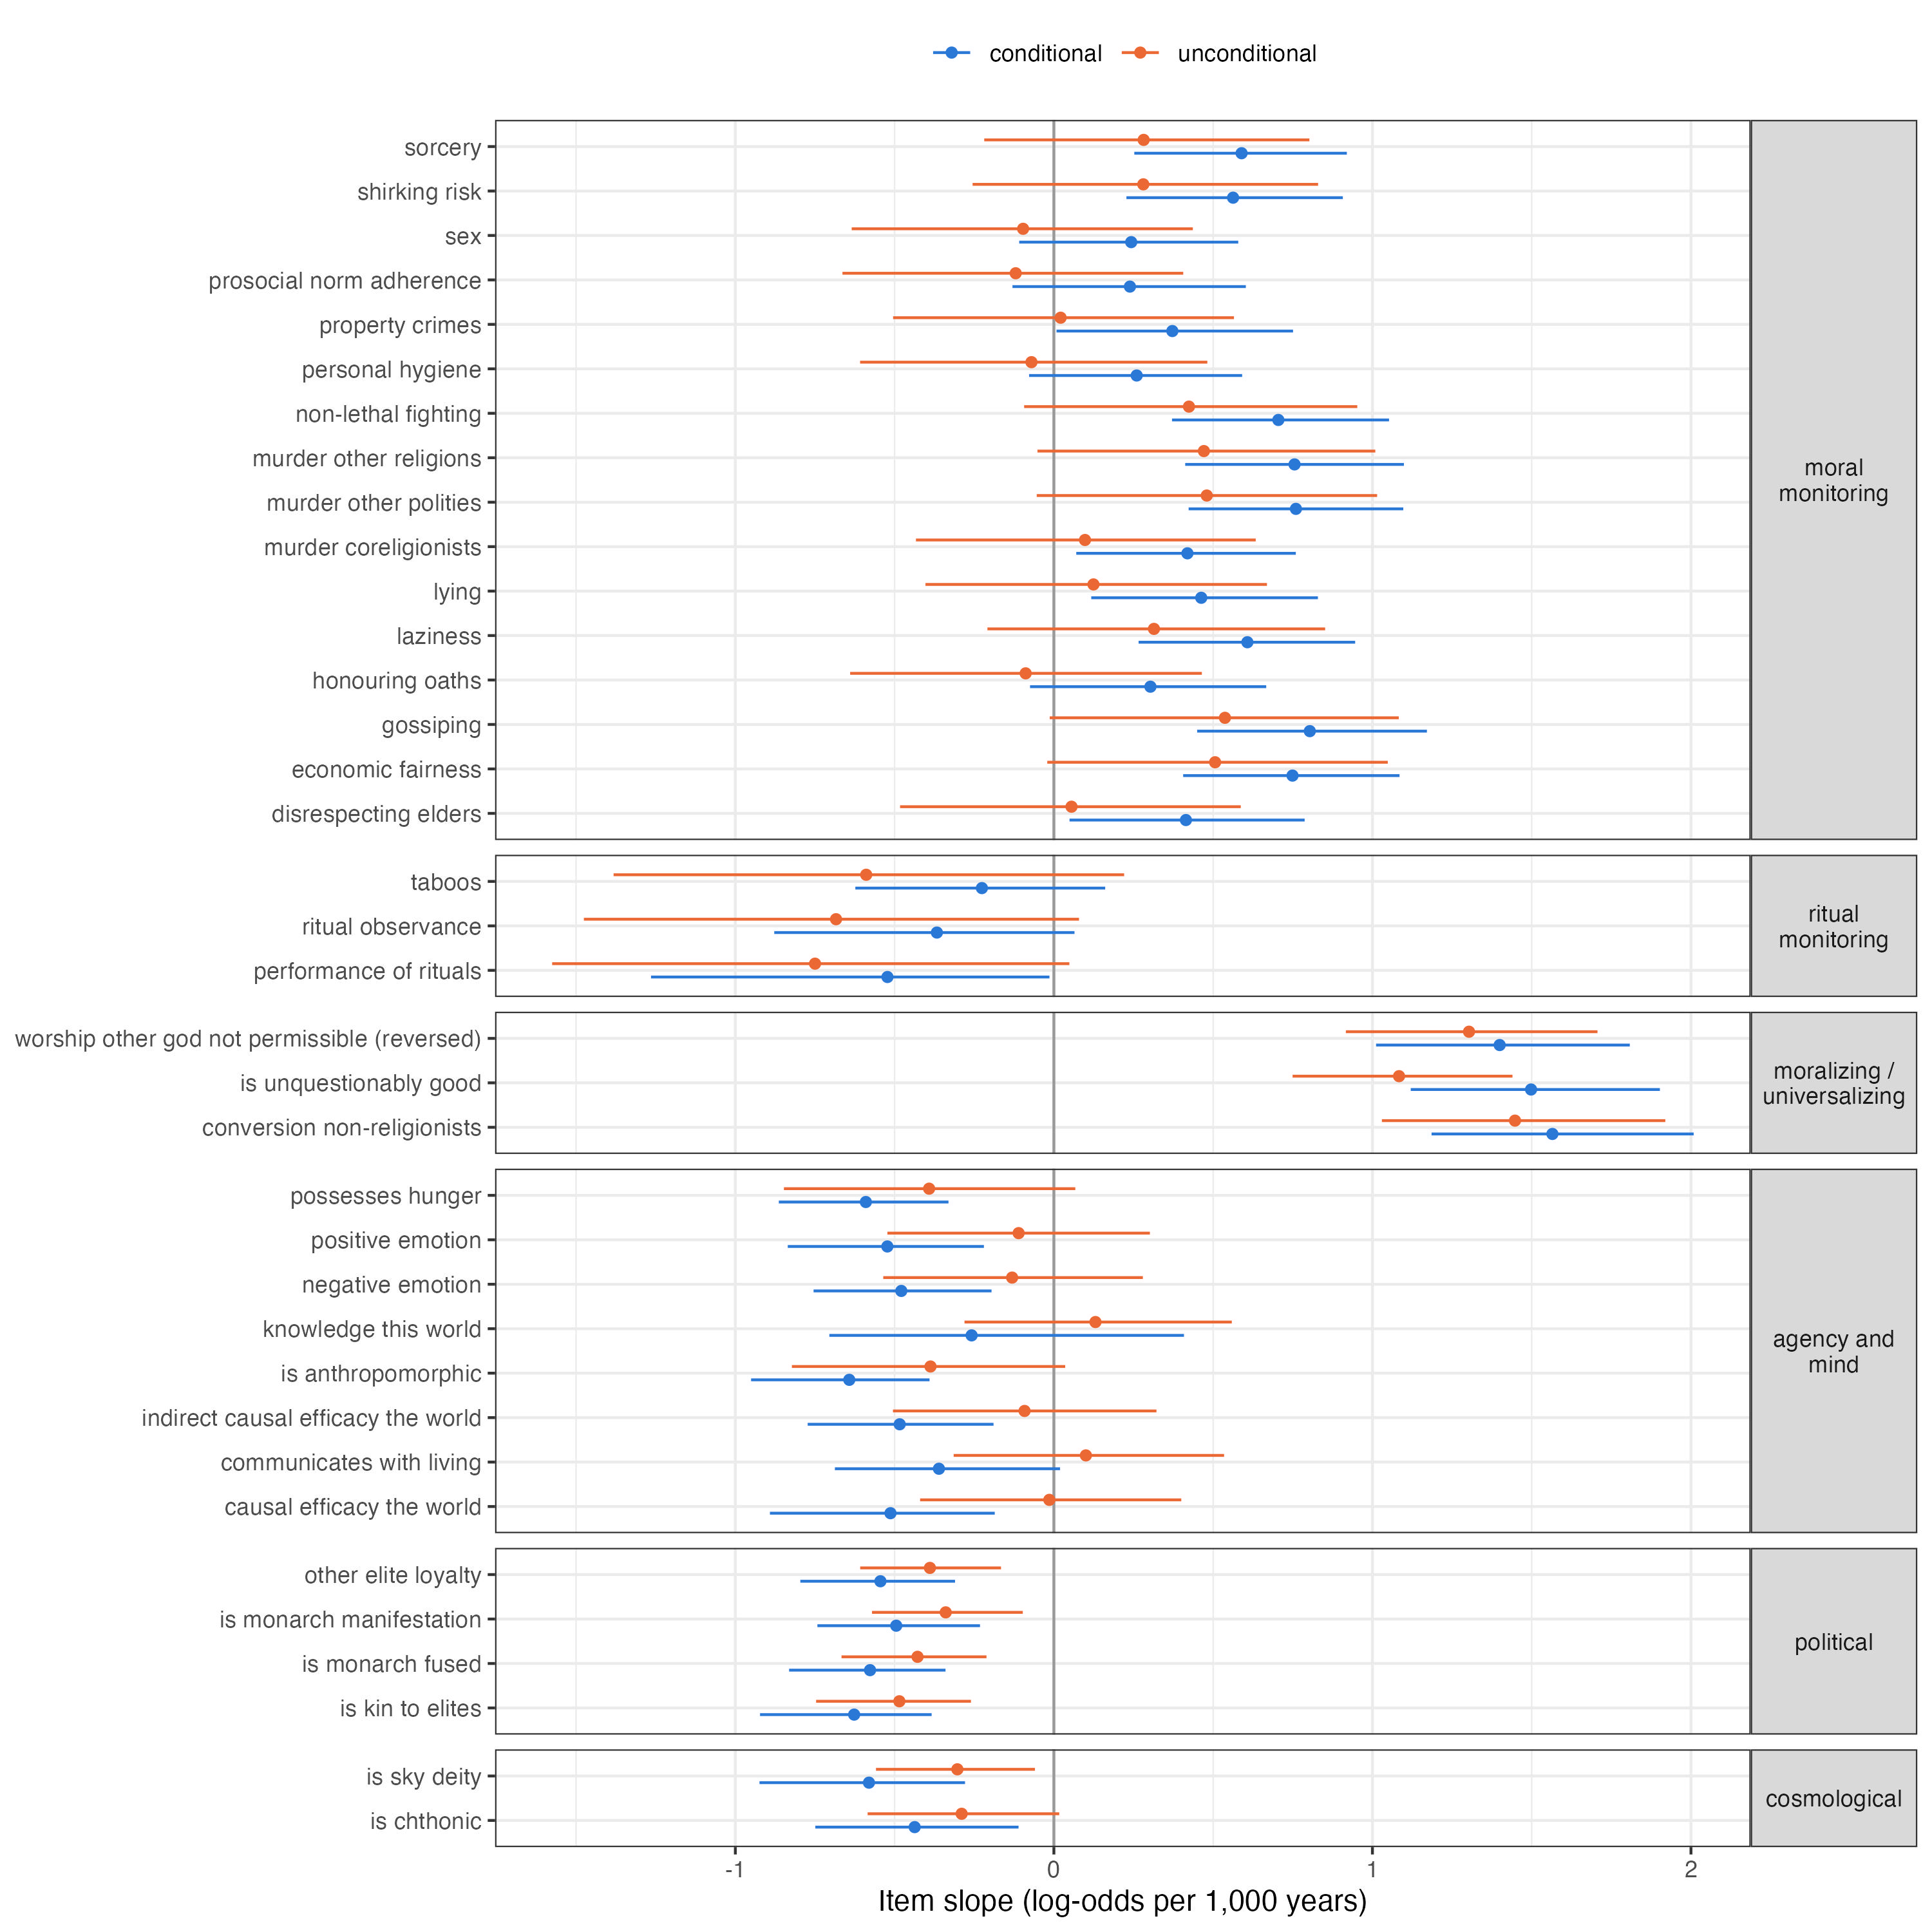 conditional unconditional
sorcery
shirking risk
sex
prosocial norm adherence
property crimes
personal hygiene
non-lethal fighting
murder other religions
murder other polities
murder coreligionists
lying
laziness
honouring oaths
gossiping
economic fairness
disrespecting elders
moral
monitoring
taboos
ritual observance
performance of rituals
ritual
monitoring
worship other god not permissible (reversed)
is unquestionably good
conversion non-religionists
moralizing /
universalizing
possesses hunger
positive emotion
negative emotion
knowledge this world
is anthropomorphic
indirect causal efficacy the world
communicates with living
causal efficacy the world
agency and
mind
other elite loyalty
is monarch manifestation
is monarch fused
is kin to elites
political
is sky deity
is chthonic
cosmological
-1 0 1 2
Item slope (log-odds per 1,000 years)